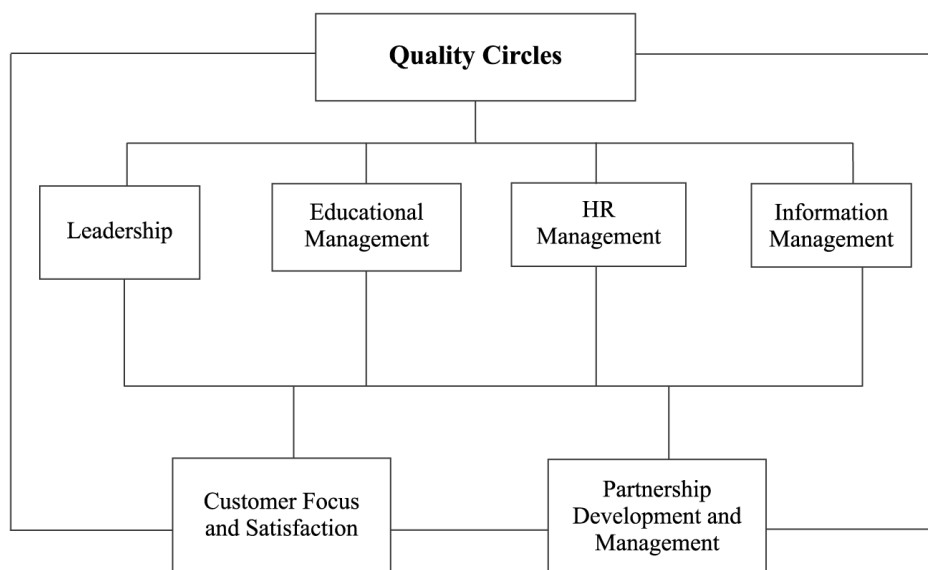 Quality Circles
Leadership
Educational
Management
HR
Management
Information
Management
Customer Focus
and Satisfaction
Partnership
Development and
Management